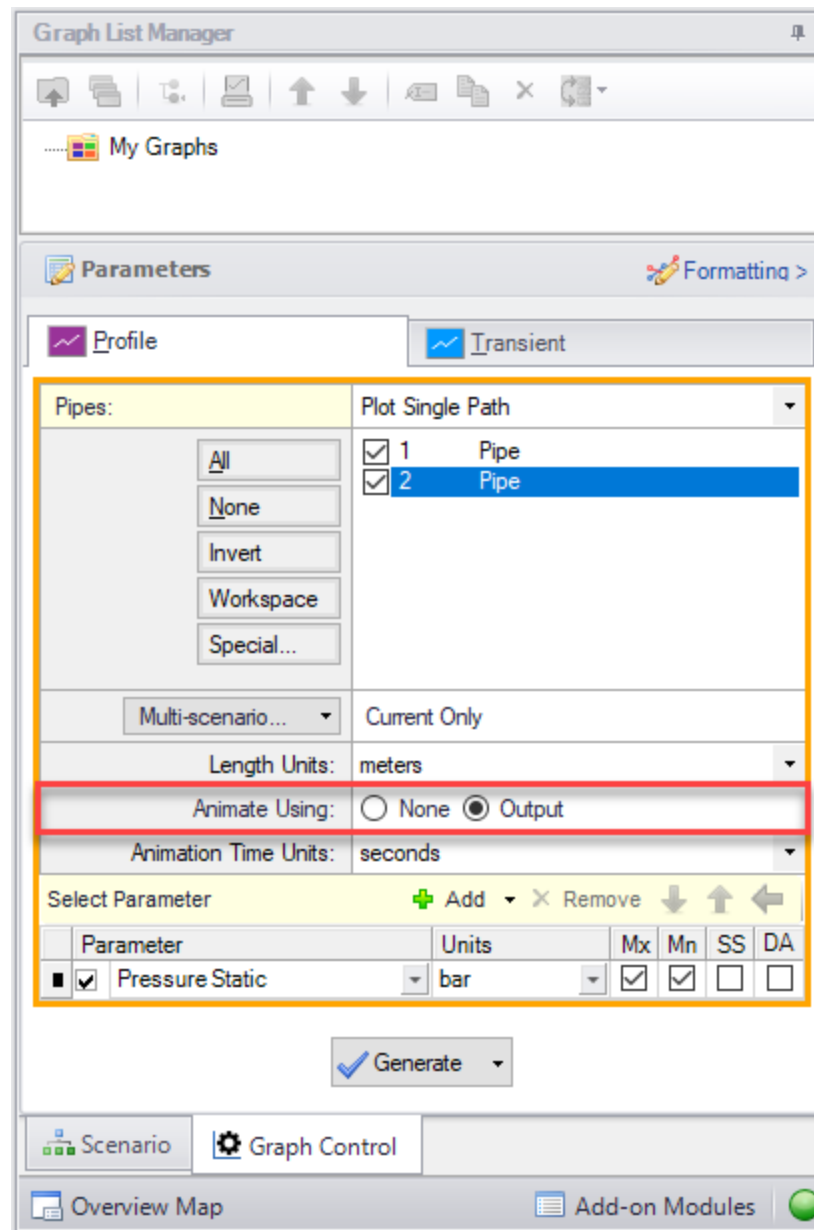 Graph List Manager
My Graphs
Parameters
Formatting >
Profile
Transient
Pipes:
Plot Single Path
All
None
Invert
Workspace
Special...
1 Pipe
2 Pipe
Multi-scenario...
Current Only
Length Units:
meters
Animate Using:
None
Output
Animation Time Units:
seconds
Select Parameter
Add
Remove
Parameter Units Mx Mn SS DA
Pressure Static bar
Generate
Scenario
Graph Control
Overview Map
Add-on Modules